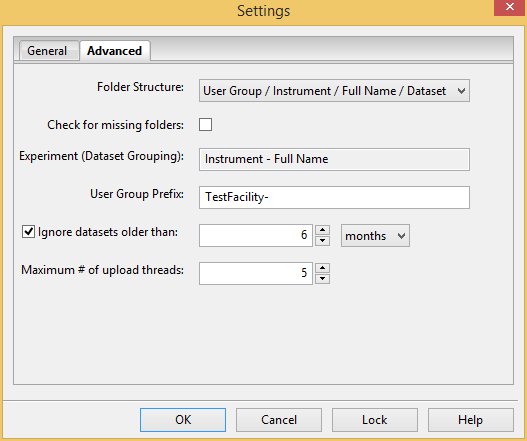 Settings
General Advanced
Folder Structure: User Group / Instrument / Full Name / Dataset
Check for missing folders:
Experiment (Dataset Grouping): Instrument - Full Name
User Group Prefix: TestFacility-
Ignore datasets older than: 6 months
Maximum # of upload threads: 5
OK Cancel Lock Help